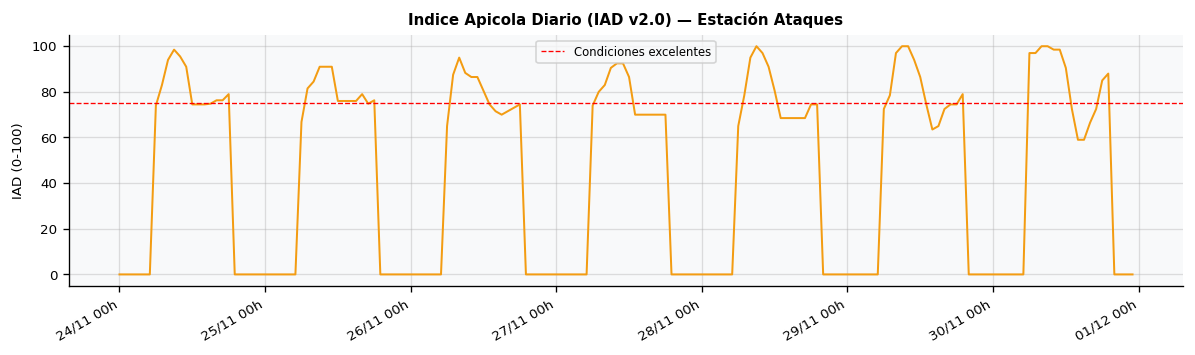 Indice Apicola Diario (IAD v2.0) — Estación Ataques
Condiciones excelentes
IAD (0-100)
100
80
60
40
20
0
24/11 00h
25/11 00h
26/11 00h
27/11 00h
28/11 00h
29/11 00h
30/11 00h
01/12 00h